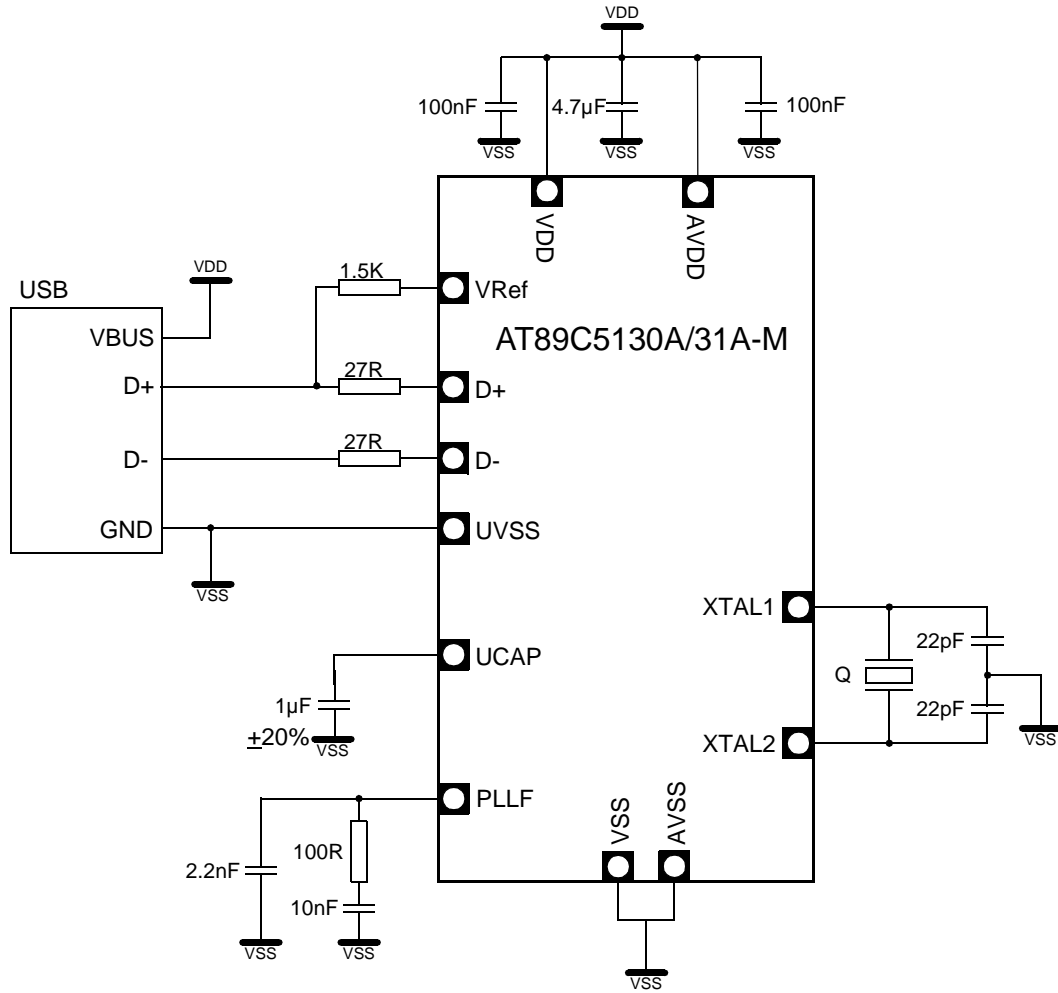 VDD
100nF
4.7µF
100nF
VSS
VSS
VSS
VDD
AVDD
VDD
1.5K
VRef
USB
VBUS
AT89C5130A/31A-M
D+
27R
D+
D-
27R
D-
GND
UVSS
VSS
XTAL1
22pF
UCAP
Q
1µF
22pF
±20%
VSS
XTAL2
VSS
PLLF
VSS
AVSS
100R
2.2nF
10nF
VSS
VSS
VSS